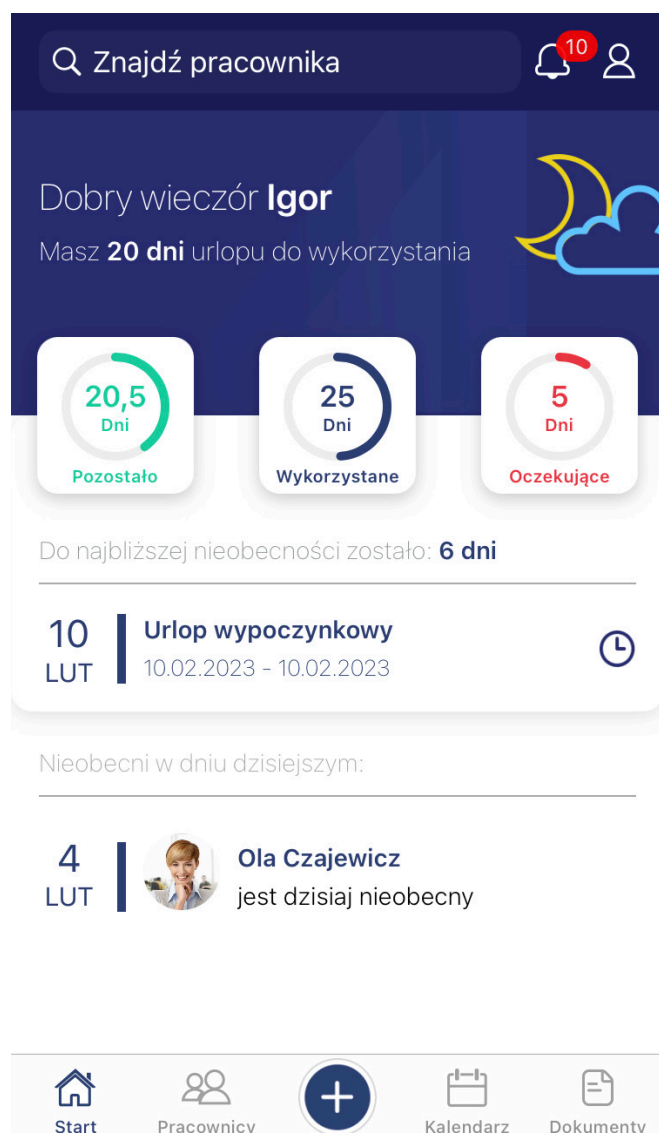 Znajdź pracownika
10
Dobry wieczór Igor
Masz 20 dni urlopu do wykorzystania
20,5
Dni
Pozostało
25
Dni
Wykorzystane
5
Dni
Oczekujące
Do najbliższej nieobecności zostało: 6 dni
10
LUT
Urlop wypoczynkowy
10.02.2023 - 10.02.2023
Nieobecni w dniu dzisiejszym:
4
LUT
Ola Czajewicz
jest dzisiaj nieobecny
Start
Pracownicy
Kalendarz
Dokumenty